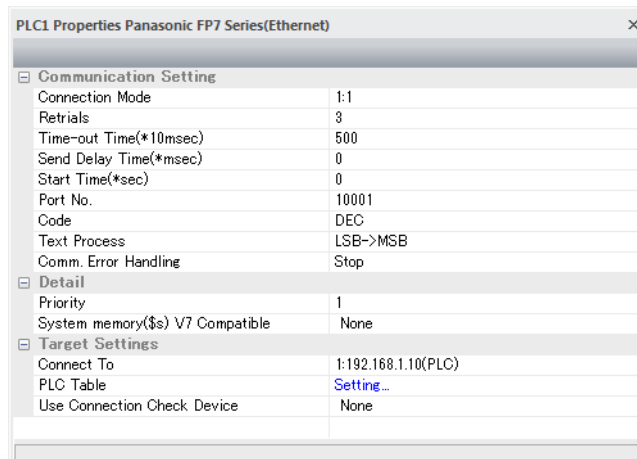 PLC1 Properties Panasonic FP7 Series(Ethernet)
Communication Setting
Connection Mode 1:1
Retrials 3
Time-out Time(*10msec) 500
Send Delay Time(*msec) 0
Start Time(*sec) 0
Port No. 10001
Code DEC
Text Process LSB->MSB
Comm. Error Handling Stop
Detail
Priority 1
System memory($s) V7 Compatible None
Target Settings
Connect To 1:192.168.1.10(PLC)
PLC Table Setting...
Use Connection Check Device None